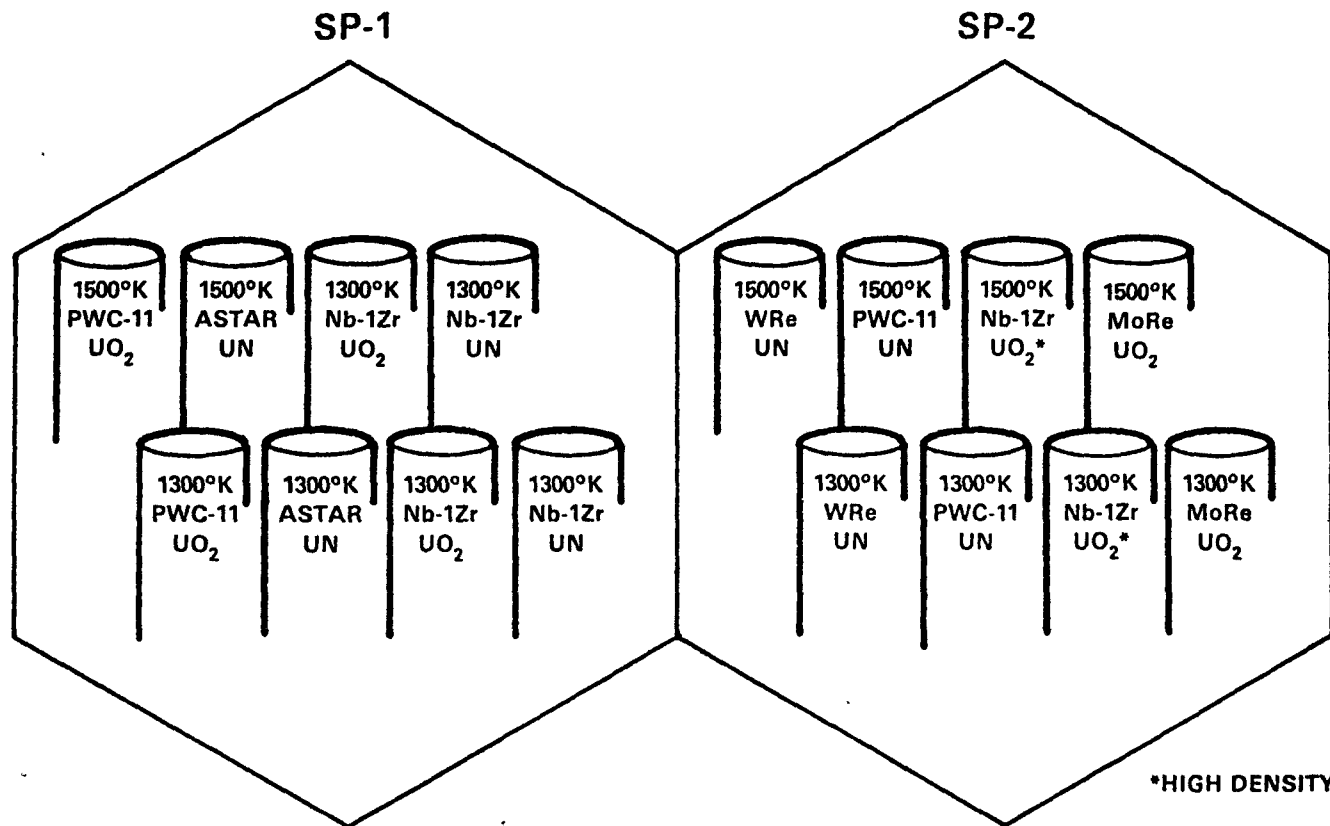 SP-1
SP-2
1500°K
PWC-11
UO₂
1500°K
ASTAR
UN
1300°K
Nb-1Zr
UO₂
1300°K
Nb-1Zr
UN
1300°K
PWC-11
UO₂
1300°K
ASTAR
UN
1300°K
Nb-1Zr
UO₂
1300°K
Nb-1Zr
UN
1500°K
WRe
UN
1500°K
PWC-11
UN
1500°K
Nb-1Zr
UO₂*
1500°K
MoRe
UO₂
1300°K
WRe
UN
1300°K
PWC-11
UN
1300°K
Nb-1Zr
UO₂*
1300°K
MoRe
UO₂
*HIGH DENSITY